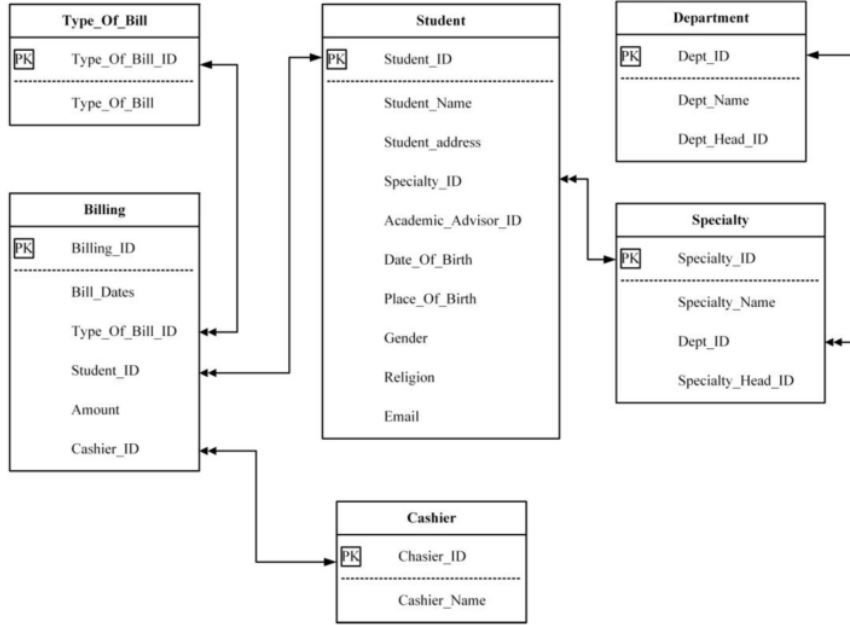 Type_Of_Bill
PK Type_Of_Bill_ID
Type_Of_Bill
Billing
PK Billing_ID
Bill_Dates
Type_Of_Bill_ID
Student_ID
Amount
Cashier_ID
Student
PK Student_ID
Student_Name
Student_address
Specialty_ID
Academic_Advisor_ID
Date_Of_Birth
Place_Of_Birth
Gender
Religion
Email
Cashier
PK Chasier_ID
Cashier_Name
Department
PK Dept_ID
Dept_Name
Dept_Head_ID
Specialty
PK Specialty_ID
Specialty_Name
Dept_ID
Specialty_Head_ID